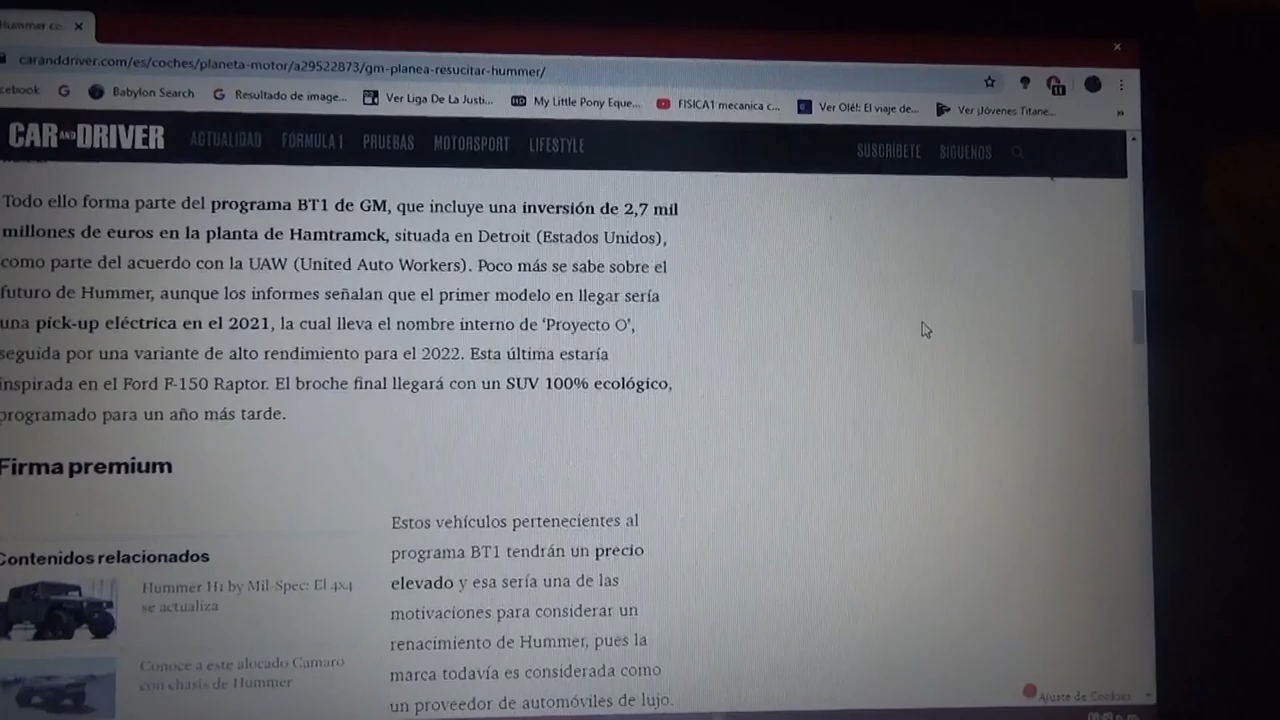 Hummer co
caranddriver.com/es/coches/planeta-motor/a29522873/gm-planea-resucitar-hummer/
cebook
Babylon Search
Resultado de image...
Ver Liga De La Justi...
My Little Pony Eque...
FISICA1 mecanica c...
Ver Olé!: El viaje de...
Ver ¡Jóvenes Titane...
»
CAR AND DRIVER
ACTUALIDAD
FÓRMULA 1
PRUEBAS
MOTORSPORT
LIFESTYLE
SUSCRÍBETE
SÍGUENOS
Todo ello forma parte del programa BT1 de GM, que incluye una inversión de 2,7 mil
millones de euros en la planta de Hamtramck, situada en Detroit (Estados Unidos),
como parte del acuerdo con la UAW (United Auto Workers). Poco más se sabe sobre el
futuro de Hummer, aunque los informes señalan que el primer modelo en llegar sería
una pick-up eléctrica en el 2021, la cual lleva el nombre interno de ‘Proyecto O’,
seguida por una variante de alto rendimiento para el 2022. Esta última estaría
inspirada en el Ford F-150 Raptor. El broche final llegará con un SUV 100% ecológico,
programado para un año más tarde.
Firma premium
Contenidos relacionados
Hummer H1 by Mil-Spec: El 4x4
se actualiza
Conoce a este alocado Camaro
con chasis de Hummer
Estos vehículos pertenecientes al
programa BT1 tendrán un precio
elevado y esa sería una de las
motivaciones para considerar un
renacimiento de Hummer, pues la
marca todavía es considerada como
un proveedor de automóviles de lujo.
Ajuste de Cookies